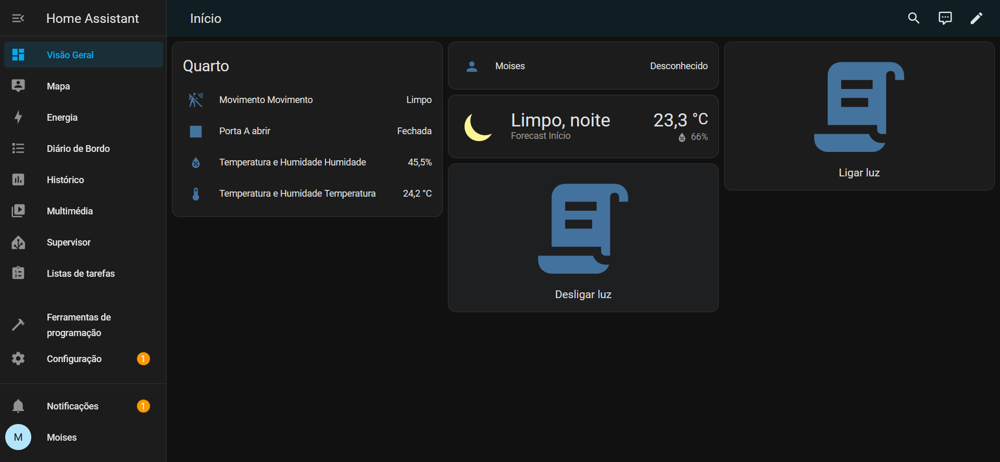 Home Assistant
Visão Geral
Mapa
Energia
Diário de Bordo
Histórico
Multimédia
Supervisor
Listas de tarefas
Ferramentas de
programação
Configuração 1
Notificações 1
M Moises
Início
Quarto
Movimento Movimento Limpo
Porta A abrir Fechada
Temperatura e Humidade Humidade 45,5%
Temperatura e Humidade Temperatura 24,2 °C
Moises Desconhecido
Limpo, noite 23,3 °C
Forecast Início 66%
Desligar luz
Ligar luz